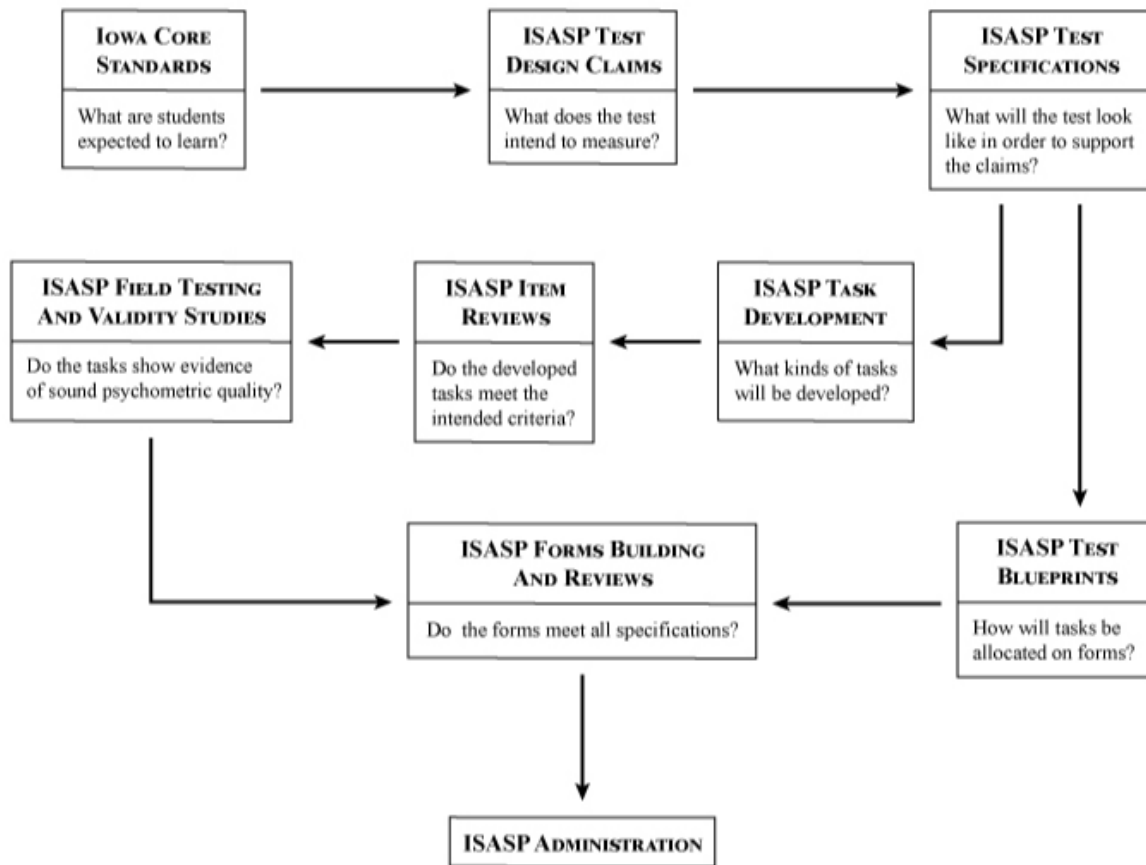 IOWA CORE
STANDARDS
What are students
expected to learn?
ISASP TEST
DESIGN CLAIMS
What does the test
intend to measure?
ISASP TEST
SPECIFICATIONS
What will the test look
like in order to support
the claims?
ISASP FIELD TESTING
AND VALIDITY STUDIES
Do the tasks show evidence
of sound psychometric quality?
ISASP ITEM
REVIEWS
Do the developed
tasks meet the
intended criteria?
ISASP TASK
DEVELOPMENT
What kinds of tasks
will be developed?
ISASP FORMS BUILDING
AND REVIEWS
Do the forms meet all specifications?
ISASP TEST
BLUEPRINTS
How will tasks be
allocated on forms?
ISASP ADMINISTRATION